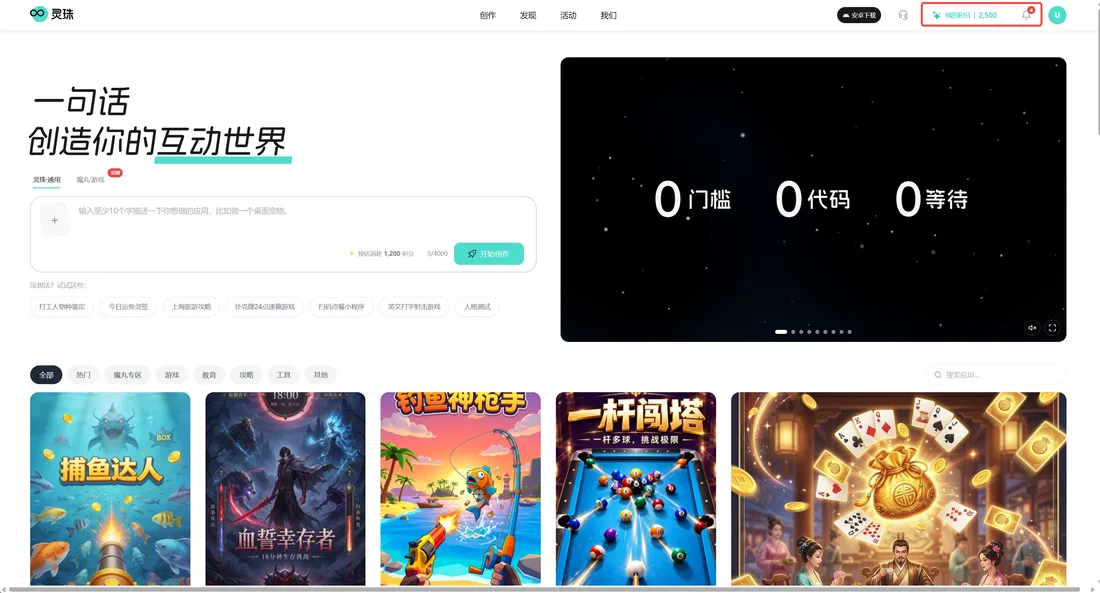 灵珠
创作
发现
活动
我们
安卓下载
我的积分 | 2,500
4
U
一句话
创造你的互动世界
灵珠·通用
魔丸·游戏
输入至少10个字描述一下你想做的应用，比如做一个桌面宠物。
+
预估消耗 1,200 积分
0/4000
开始创作
没想法？试试这些:
打工人物种鉴定
今日运势灵签
上海旅游攻略
扑克牌24点速算游戏
扫码点餐小程序
英文打字射击游戏
人格测试
0门槛
0代码
0等待
全部
热门
魔丸专区
游戏
教育
攻略
工具
其他
搜索应用...
BOX
捕鱼达人
18:00
血誓幸存者
18分钟生存挑战
钓鱼神枪手
一杆闯塔
一杆多球，挑战极限